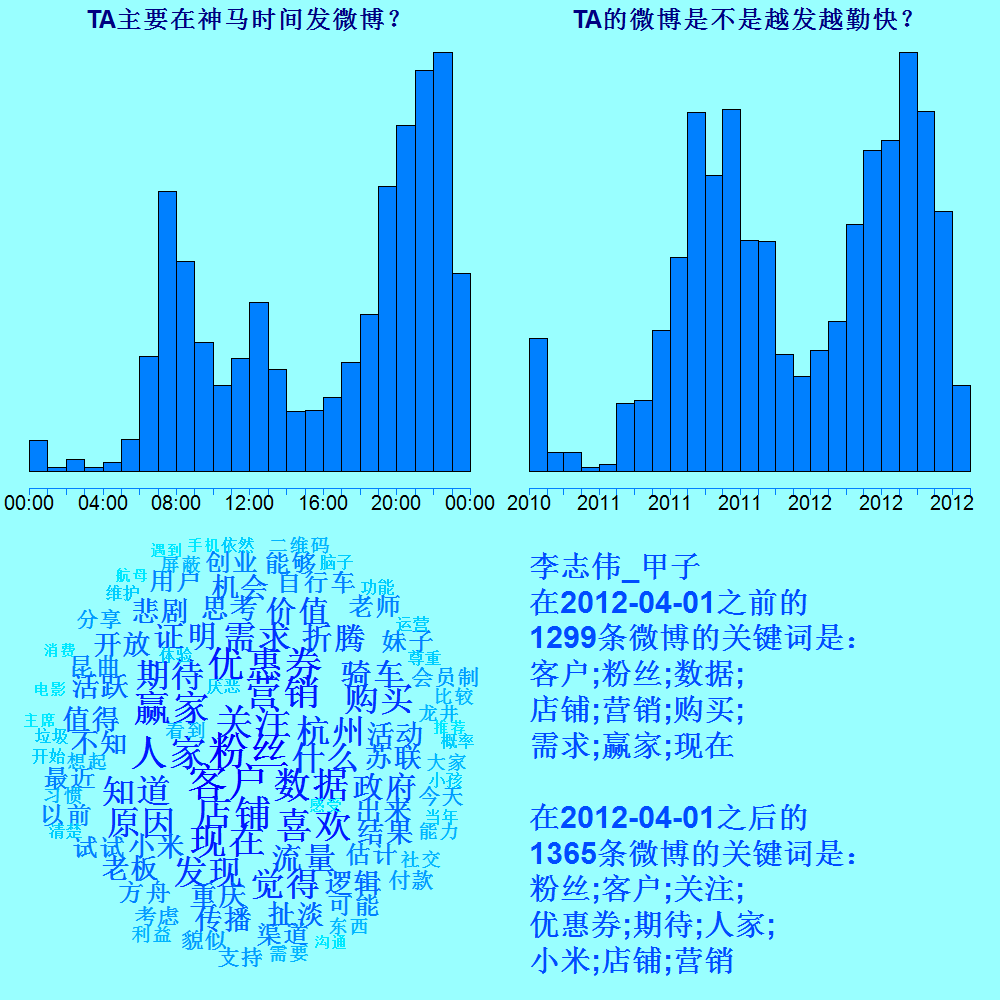 TA主要在神马时间发微博?
TA的微博是不是越发越勤快?
00:00 04:00 08:00 12:00 16:00 20:00 00:00
2010 2011 2011 2011 2012 2012 2012
遇到 手机 依然 二维码
屏蔽 创业 能够 脑子
航母 用户 机会 自行车 功能
维护 悲剧 思考 价值 老师
分享 证明 需求 折腾 运营
开放 妹子
消费 体验 优惠券 尊重
昆曲 期待 骑车 会员制
电影 活跃 厌恶 营销 购买 比较
赢家 龙井
主席 值得 看到 关注 杭州 活动 推荐
垃圾 不知 概率
开始 想起 人家 粉丝 什么 苏联 大家
最近 知道 客户 数据 政府 小孩
习惯 今天
以前 原因 店铺 感受 喜欢 出来 当年
清楚 现在 结果 能力
试试 小米 流量 估计 社交
老板 发现 觉得 逻辑 付款
方舟 重庆 可能
考虑 传播 扯淡 东西
利益 貌似 渠道 沟通
支持 需要
李志伟_甲子
在2012-04-01之前的
1299条微博的关键词是:
客户;粉丝;数据;
店铺;营销;购买;
需求;赢家;现在
在2012-04-01之后的
1365条微博的关键词是:
粉丝;客户;关注;
优惠券;期待;人家;
小米;店铺;营销